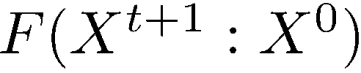 F(X^{t+1} : X^0)